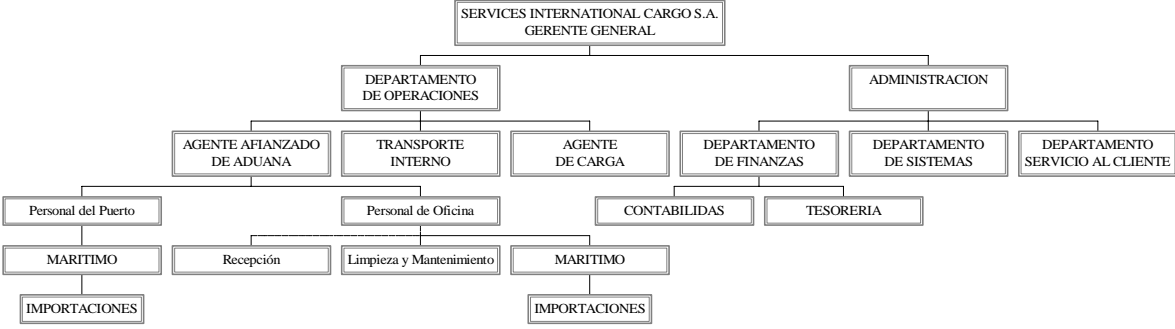 SERVICES INTERNATIONAL CARGO S.A.
GERENTE GENERAL
DEPARTAMENTO
DE OPERACIONES
ADMINISTRACION
AGENTE AFIANZADO
DE ADUANA
TRANSPORTE
INTERNO
AGENTE
DE CARGA
DEPARTAMENTO
DE FINANZAS
DEPARTAMENTO
DE SISTEMAS
DEPARTAMENTO
SERVICIO AL CLIENTE
Personal del Puerto
Personal de Oficina
CONTABILIDAS
TESORERIA
MARITIMO
Recepción
Limpieza y Mantenimiento
MARITIMO
IMPORTACIONES
IMPORTACIONES